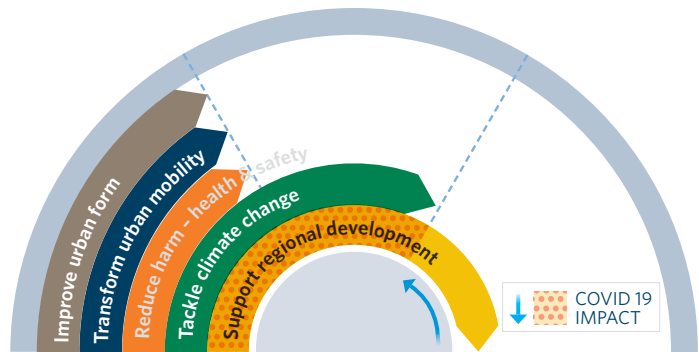 Improve urban form
Transform urban mobility
Reduce harm - health & safety
Tackle climate change
Support regional development
COVID 19
IMPACT